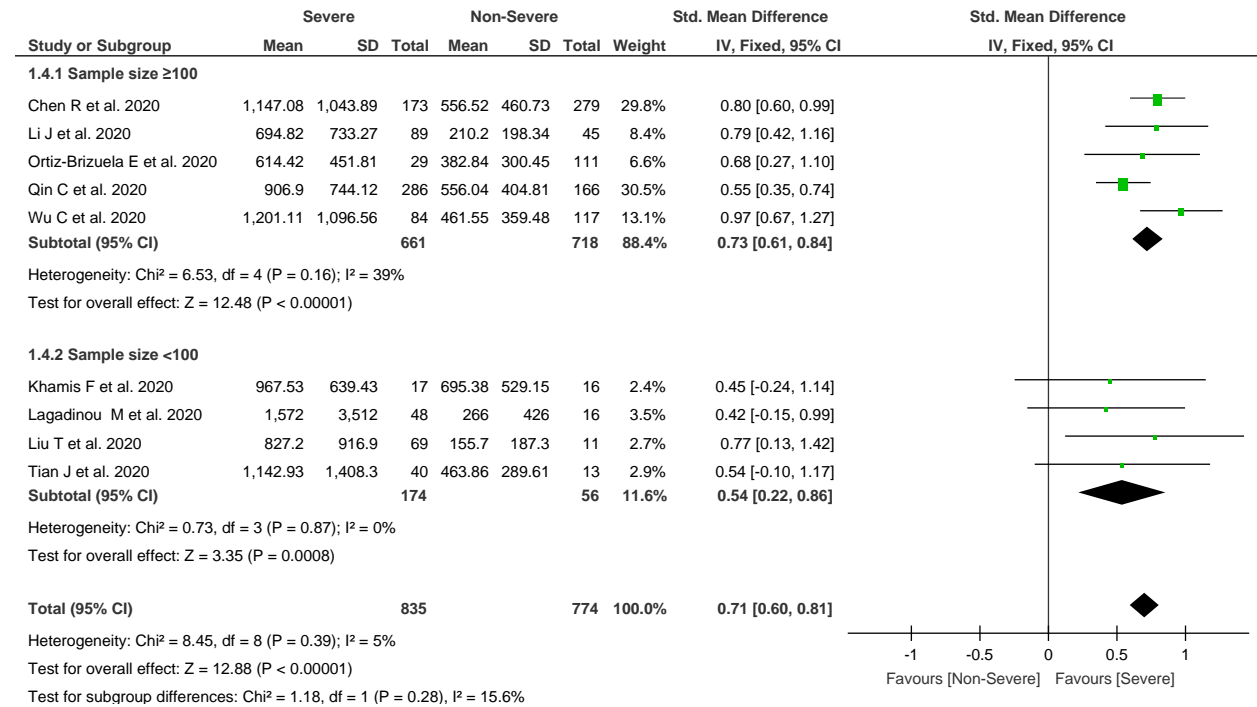 Severe Non-Severe Std. Mean Difference Std. Mean Difference
Study or Subgroup Mean SD Total Mean SD Total Weight IV, Fixed, 95% CI IV, Fixed, 95% CI
1.4.1 Sample size ≥100
Chen R et al. 2020 1,147.08 1,043.89 173 556.52 460.73 279 29.8% 0.80 [0.60, 0.99]
Li J et al. 2020 694.82 733.27 89 210.2 198.34 45 8.4% 0.79 [0.42, 1.16]
Ortiz-Brizuela E et al. 2020 614.42 451.81 29 382.84 300.45 111 6.6% 0.68 [0.27, 1.10]
Qin C et al. 2020 906.9 744.12 286 556.04 404.81 166 30.5% 0.55 [0.35, 0.74]
Wu C et al. 2020 1,201.11 1,096.56 84 461.55 359.48 117 13.1% 0.97 [0.67, 1.27]
Subtotal (95% CI) 661 718 88.4% 0.73 [0.61, 0.84]
Heterogeneity: Chi² = 6.53, df = 4 (P = 0.16); I² = 39%
Test for overall effect: Z = 12.48 (P < 0.00001)
1.4.2 Sample size <100
Khamis F et al. 2020 967.53 639.43 17 695.38 529.15 16 2.4% 0.45 [-0.24, 1.14]
Lagadinou M et al. 2020 1,572 3,512 48 266 426 16 3.5% 0.42 [-0.15, 0.99]
Liu T et al. 2020 827.2 916.9 69 155.7 187.3 11 2.7% 0.77 [0.13, 1.42]
Tian J et al. 2020 1,142.93 1,408.3 40 463.86 289.61 13 2.9% 0.54 [-0.10, 1.17]
Subtotal (95% CI) 174 56 11.6% 0.54 [0.22, 0.86]
Heterogeneity: Chi² = 0.73, df = 3 (P = 0.87); I² = 0%
Test for overall effect: Z = 3.35 (P = 0.0008)
Total (95% CI) 835 774 100.0% 0.71 [0.60, 0.81]
Heterogeneity: Chi² = 8.45, df = 8 (P = 0.39); I² = 5%
Test for overall effect: Z = 12.88 (P < 0.00001)
Test for subgroup differences: Chi² = 1.18, df = 1 (P = 0.28), I² = 15.6%
-1 -0.5 0 0.5 1
Favours [Non-Severe] Favours [Severe]